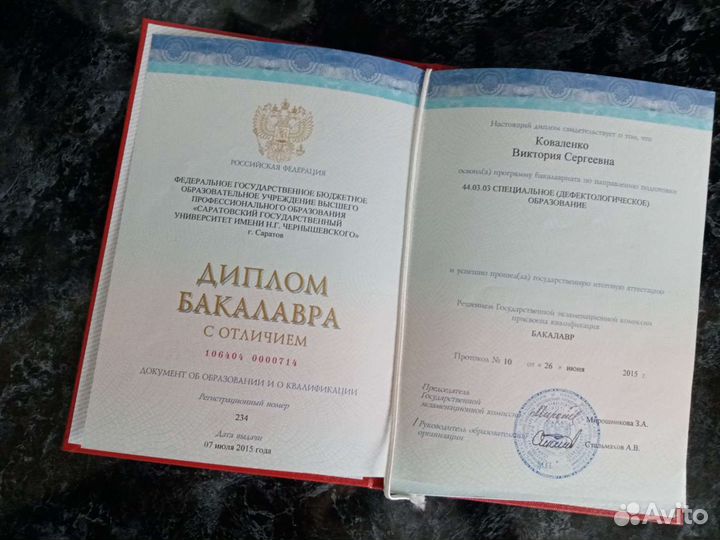 РОССИЙСКАЯ ФЕДЕРАЦИЯ
ФЕДЕРАЛЬНОЕ ГОСУДАРСТВЕННОЕ БЮДЖЕТНОЕ
ОБРАЗОВАТЕЛЬНОЕ УЧРЕЖДЕНИЕ ВЫСШЕГО
ПРОФЕССИОНАЛЬНОГО ОБРАЗОВАНИЯ
«САРАТОВСКИЙ ГОСУДАРСТВЕННЫЙ
УНИВЕРСИТЕТ ИМЕНИ Н.Г. ЧЕРНЫШЕВСКОГО»
г. Саратов
ДИПЛОМ
БАКАЛАВРА
С ОТЛИЧИЕМ
106404 0000714
ДОКУМЕНТ ОБ ОБРАЗОВАНИИ И О КВАЛИФИКАЦИИ
Регистрационный номер
234
Дата выдачи
07 июля 2015 года
Настоящий диплом свидетельствует о том, что
Коваленко
Виктория Сергеевна
освоил(а) программу бакалавриата по направлению подготовки
44.03.03 СПЕЦИАЛЬНОЕ (ДЕФЕКТОЛОГИЧЕСКОЕ)
ОБРАЗОВАНИЕ
и успешно прошел(ла) государственную итоговую аттестацию
Решением Государственной экзаменационной комиссии
присвоена квалификация
БАКАЛАВР
Протокол № 10 от « 26 » июня 2015 г.
Председатель
Государственной
экзаменационной комиссии Мирошникова З.А.
Руководитель образовательной
организации Стальмахов А.В.
М.П.
Avito